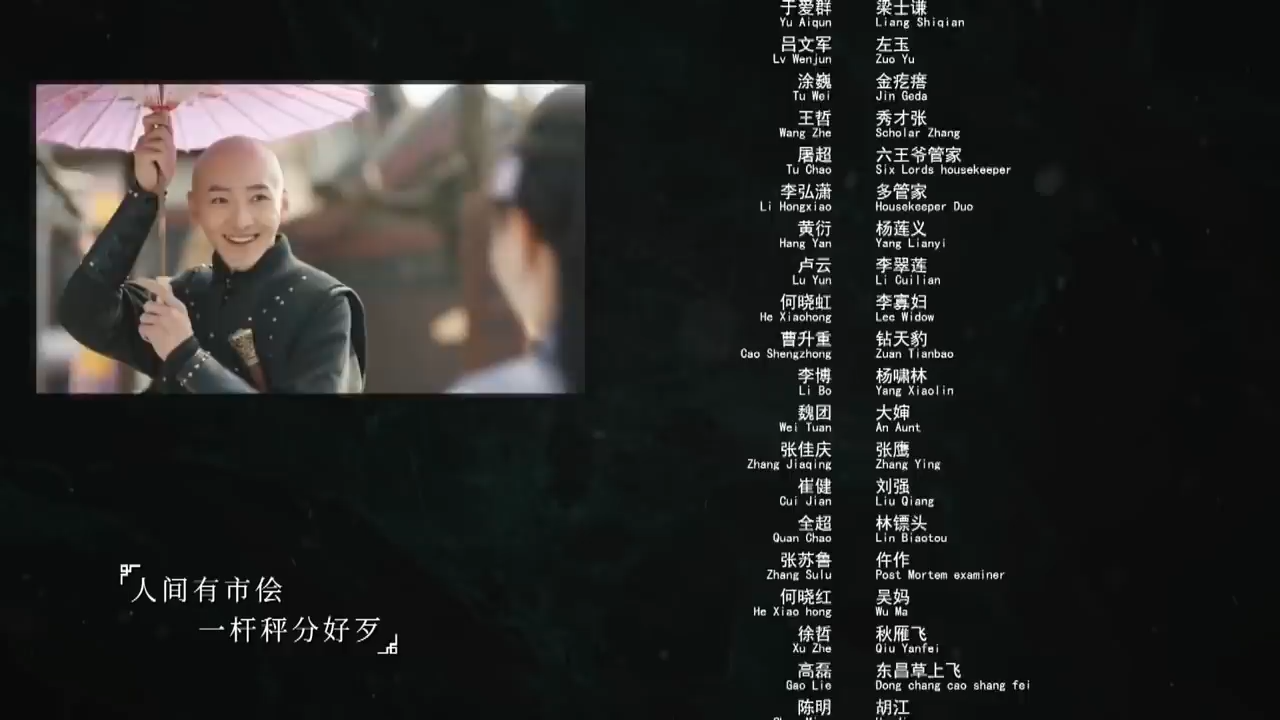 于爱群 梁士谦
Yu Aiqun Liang Shiqian
吕文军 左玉
Lv Wenjun Zuo Yu
涂巍 金疙瘩
Tu Wei Jin Geda
王哲 秀才张
Wang Zhe Scholar Zhang
屠超 六王爷管家
Tu Chao Six Lords housekeeper
李弘潇 多管家
Li Hongxiao Housekeeper Duo
黄衍 杨莲义
Hang Yan Yang Lianyi
卢云 李翠莲
Lu Yun Li Cuilian
何晓虹 李寡妇
He Xiaohong Lee Widow
曹升重 钻天豹
Cao Shengzhong Zuan Tianbao
李博 杨啸林
Li Bo Yang Xiaolin
魏团 大婶
Wei Tuan An Aunt
张佳庆 张鹰
Zhang Jiaqing Zhang Ying
崔健 刘强
Cui Jian Liu Qiang
全超 林镖头
Quan Chao Lin Biaotou
张苏鲁 仵作
Zhang Sulu Post Mortem examiner
何晓红 吴妈
He Xiao hong Wu Ma
徐哲 秋雁飞
Xu Zhe Qiu Yanfei
高磊 东昌草上飞
Gao Lie Dong chang cao shang fei
陈明 胡江
人间有市侩
一杆秤分好歹